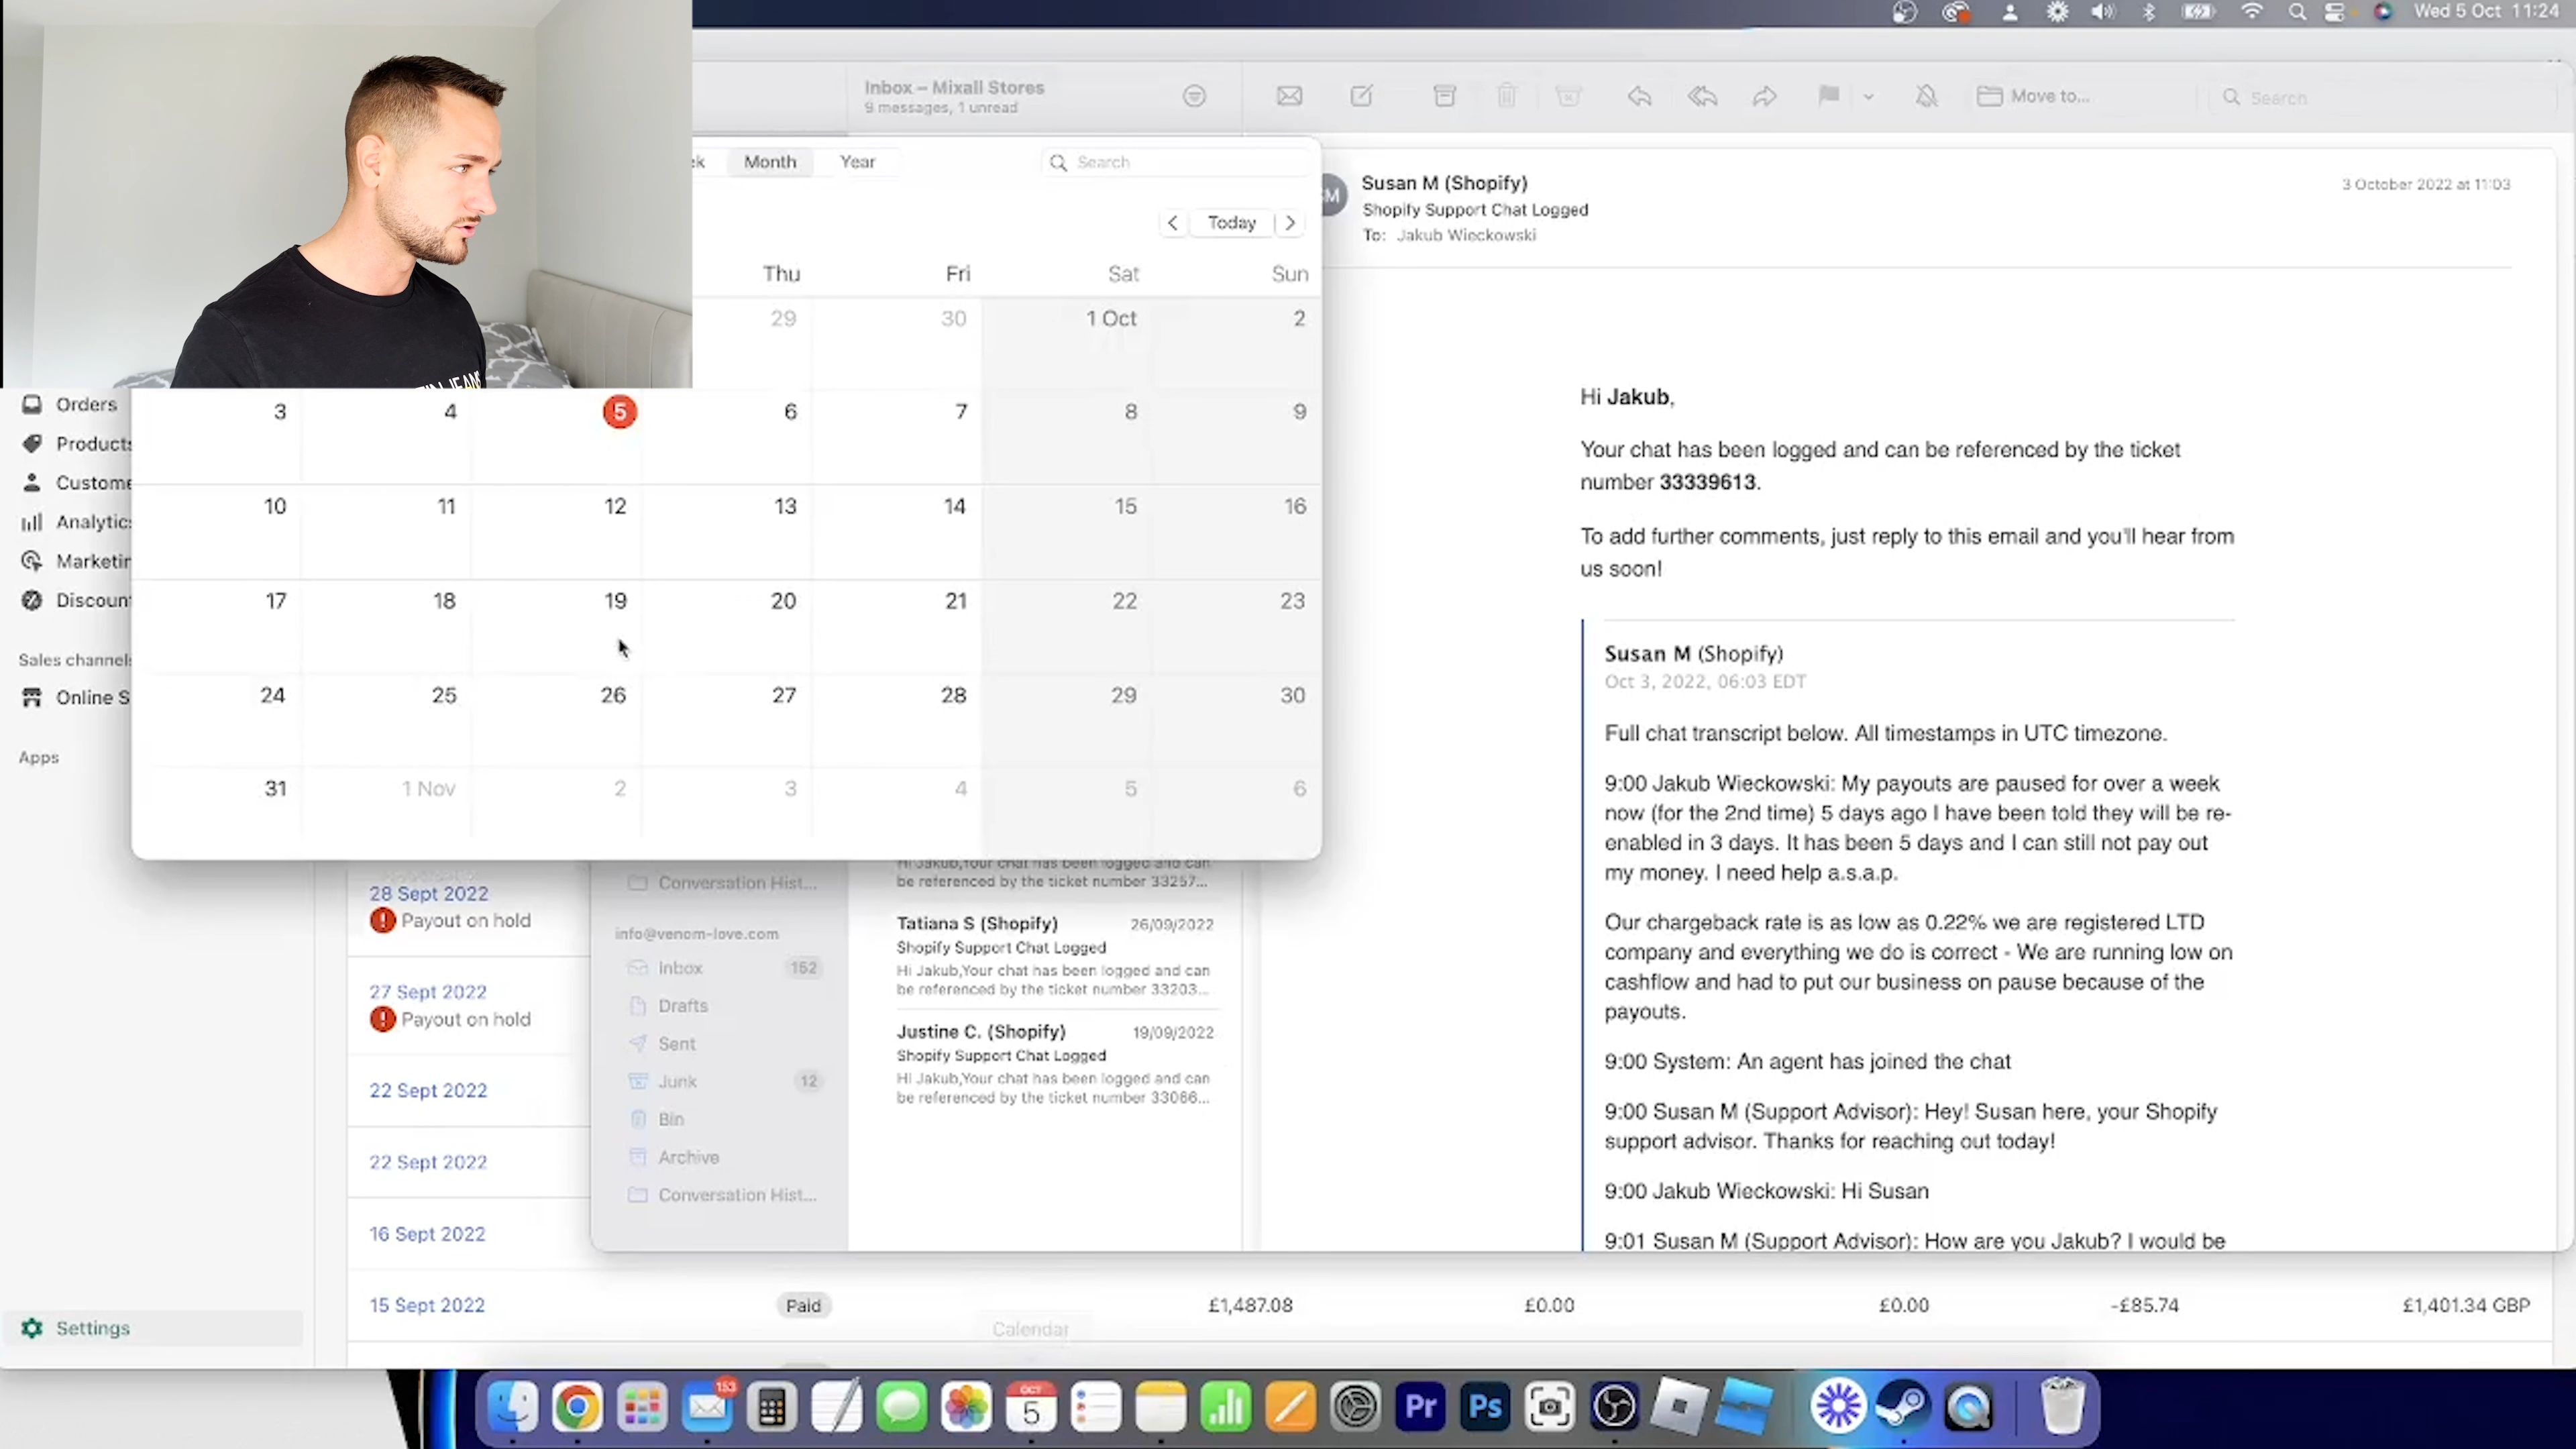 Wed 5 Oct 11:24
Inbox – Mixall Stores
9 messages, 1 unread
Move to...
Search
Month
Year
Search
Today
Thu
Fri
Sat
Sun
29
30
1 Oct
2
3
4
5
6
7
8
9
10
11
12
13
14
15
16
17
18
19
20
21
22
23
24
25
26
27
28
29
30
31
1 Nov
2
3
4
5
6
Orders
Products
Custome
Analytics
Marketin
Discoun
Sales channels
Online S
Apps
Settings
28 Sept 2022
Payout on hold
27 Sept 2022
Payout on hold
22 Sept 2022
22 Sept 2022
16 Sept 2022
15 Sept 2022
Paid
£1,487.08
£0.00
£0.00
-£85.74
£1,401.34 GBP
Calendar
Conversation Hist...
info@venom-love.com
Inbox
152
Drafts
Sent
Junk
12
Bin
Archive
Conversation Hist...
Hi Jakub,Your chat has been logged and can
be referenced by the ticket number 33257...
Tatiana S (Shopify)
26/09/2022
Shopify Support Chat Logged
Hi Jakub,Your chat has been logged and can
be referenced by the ticket number 33203...
Justine C. (Shopify)
19/09/2022
Shopify Support Chat Logged
Hi Jakub,Your chat has been logged and can
be referenced by the ticket number 33066...
Susan M (Shopify)
3 October 2022 at 11:03
Shopify Support Chat Logged
To: Jakub Wieckowski
Hi Jakub,
Your chat has been logged and can be referenced by the ticket
number 33339613.
To add further comments, just reply to this email and you'll hear from
us soon!
Susan M (Shopify)
Oct 3, 2022, 06:03 EDT
Full chat transcript below. All timestamps in UTC timezone.
9:00 Jakub Wieckowski: My payouts are paused for over a week
now (for the 2nd time) 5 days ago I have been told they will be re-
enabled in 3 days. It has been 5 days and I can still not pay out
my money. I need help a.s.a.p.
Our chargeback rate is as low as 0.22% we are registered LTD
company and everything we do is correct - We are running low on
cashflow and had to put our business on pause because of the
payouts.
9:00 System: An agent has joined the chat
9:00 Susan M (Support Advisor): Hey! Susan here, your Shopify
support advisor. Thanks for reaching out today!
9:00 Jakub Wieckowski: Hi Susan
9:01 Susan M (Support Advisor): How are you Jakub? I would be
153
OCT
5
Pr
Ps